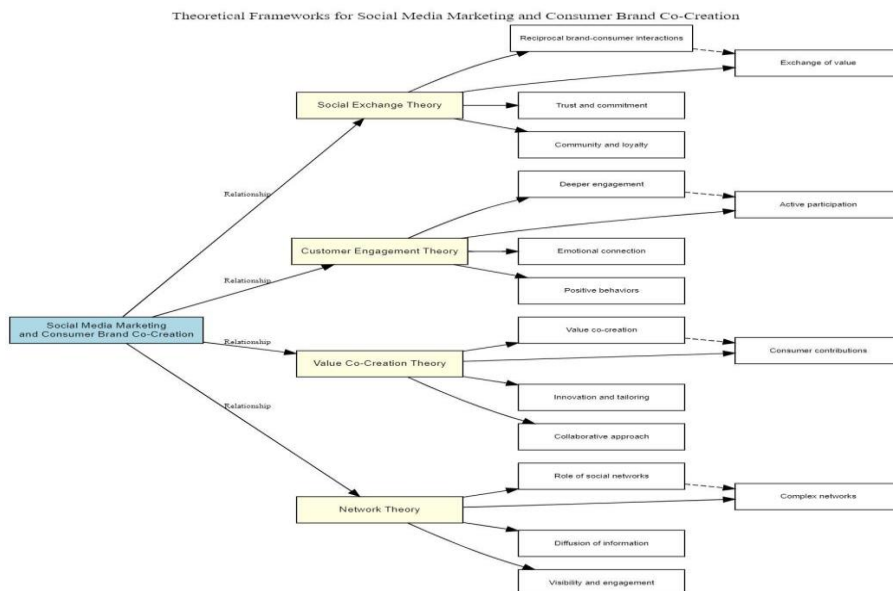 Theoretical Frameworks for Social Media Marketing and Consumer Brand Co-Creation
Reciprocal brand-consumer interactions
Exchange of value
Social Exchange Theory
Trust and commitment
Community and loyalty
Relationship
Deeper engagement
Active participation
Customer Engagement Theory
Emotional connection
Relationship
Positive behaviors
Social Media Marketing
and Consumer Brand Co-Creation
Value co-creation
Relationship
Consumer contributions
Value Co-Creation Theory
Innovation and tailoring
Relationship
Collaborative approach
Role of social networks
Complex networks
Network Theory
Diffusion of information
Visibility and engagement